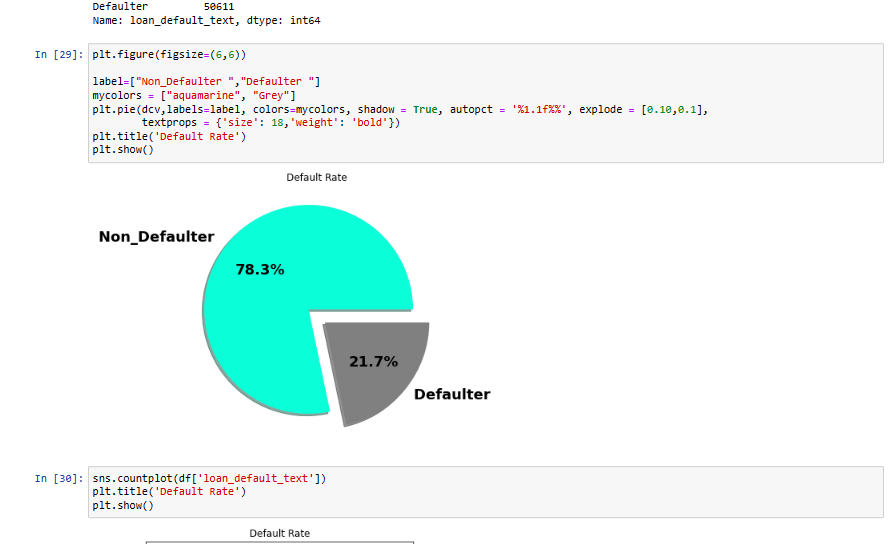 Defaulter 50611
Name: loan_default_text, dtype: int64
In [29]: plt.figure(figsize=(6,6))
label=["Non_Defaulter ","Defaulter "]
mycolors = ["aquamarine", "Grey"]
plt.pie(dcv,labels=label, colors=mycolors, shadow = True, autopct = '%1.1f%%', explode = [0.10,0.1],
textprops = {'size': 18,'weight': 'bold'})
plt.title('Default Rate')
plt.show()
Default Rate
Non_Defaulter
78.3%
21.7%
Defaulter
In [30]: sns.countplot(df['loan_default_text'])
plt.title('Default Rate')
plt.show()
Default Rate